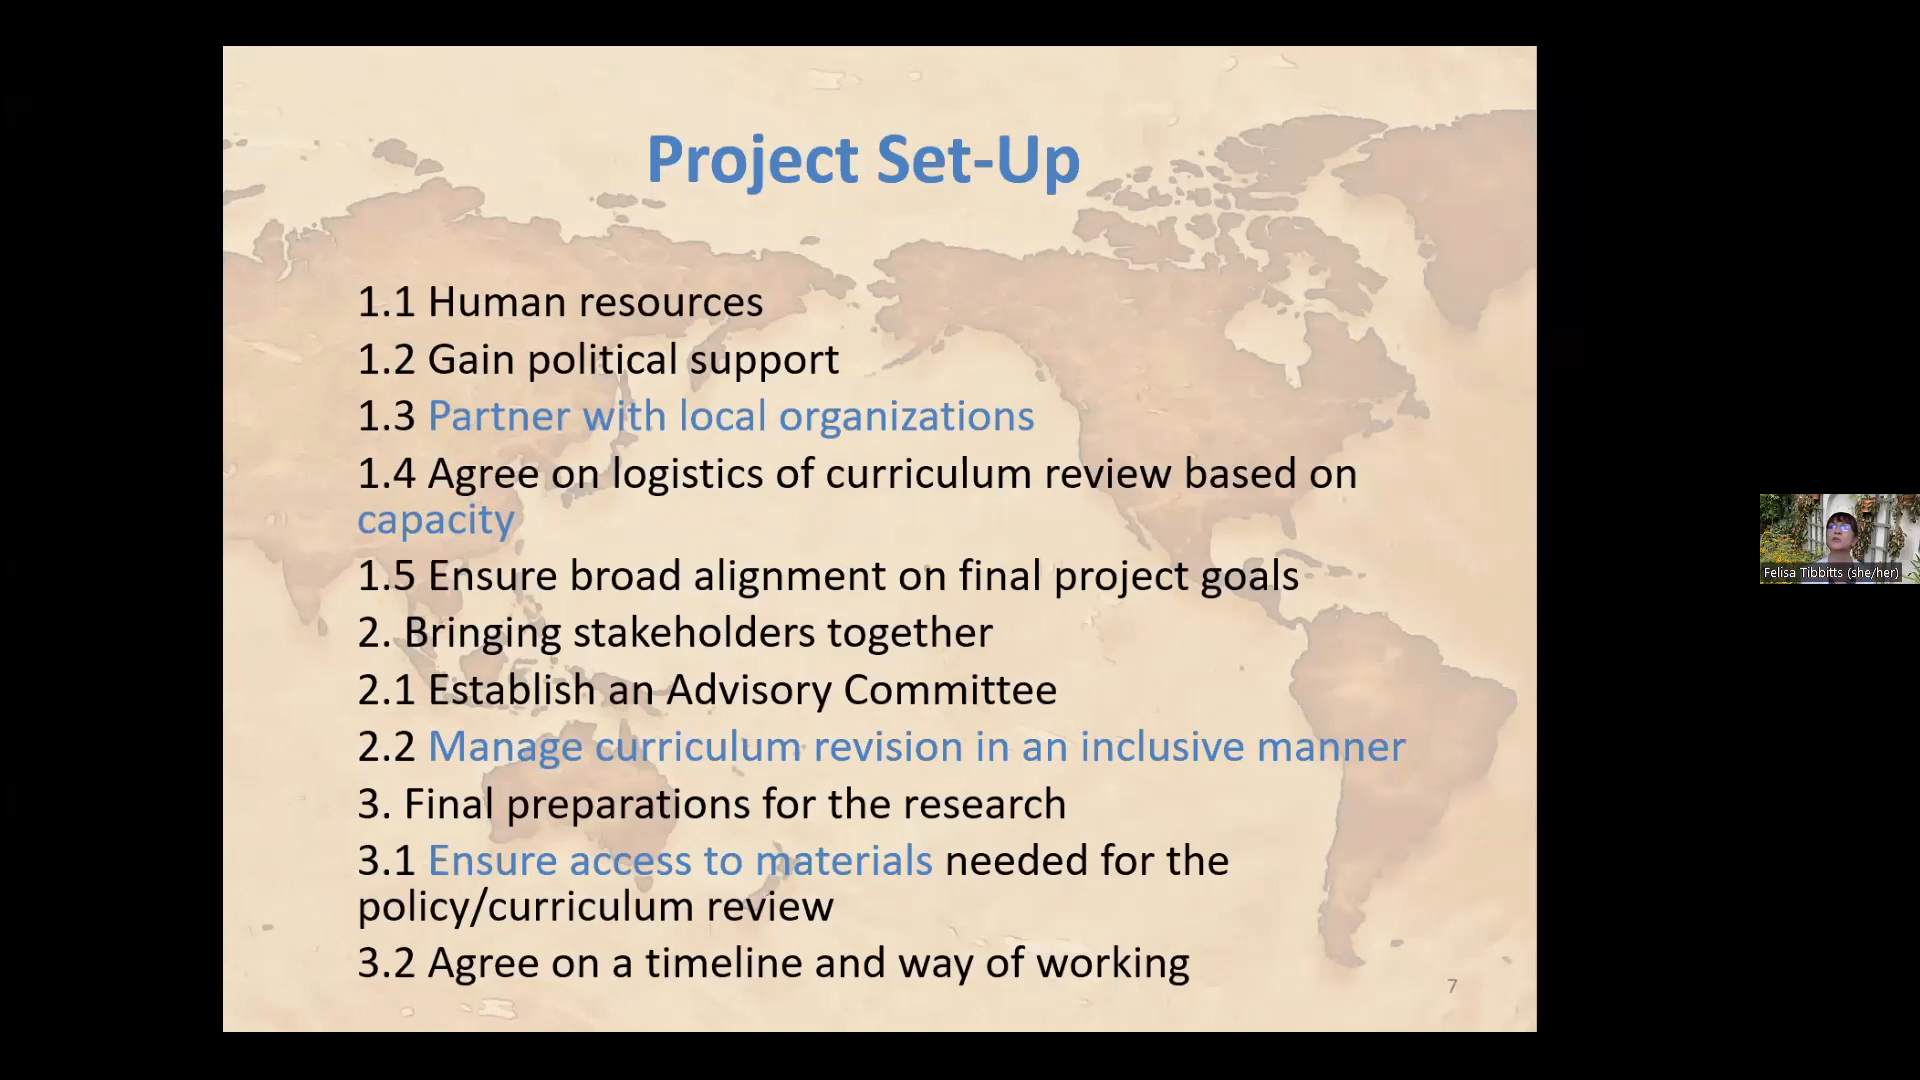 Project Set-Up
1.1 Human resources
1.2 Gain political support
1.3 Partner with local organizations
1.4 Agree on logistics of curriculum review based on
capacity
1.5 Ensure broad alignment on final project goals
2. Bringing stakeholders together
2.1 Establish an Advisory Committee
2.2 Manage curriculum revision in an inclusive manner
3. Final preparations for the research
3.1 Ensure access to materials needed for the
policy/curriculum review
3.2 Agree on a timeline and way of working
7
Felisa Tibbitts (she/her)